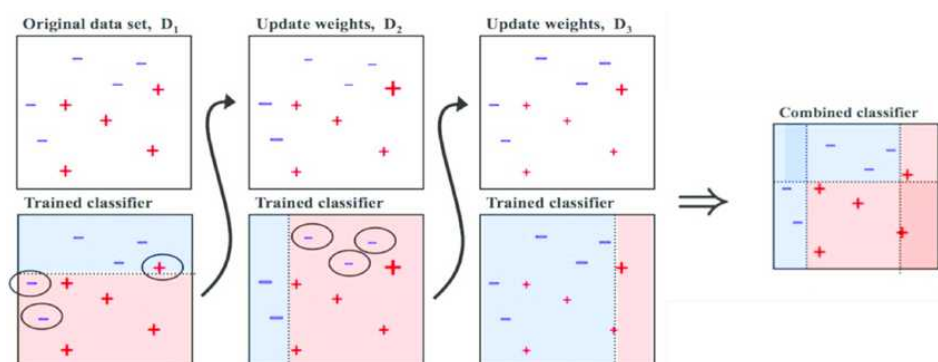 Original data set, D1
Update weights, D2
Update weights, D3
Combined classifier
Trained classifier
Trained classifier
Trained classifier